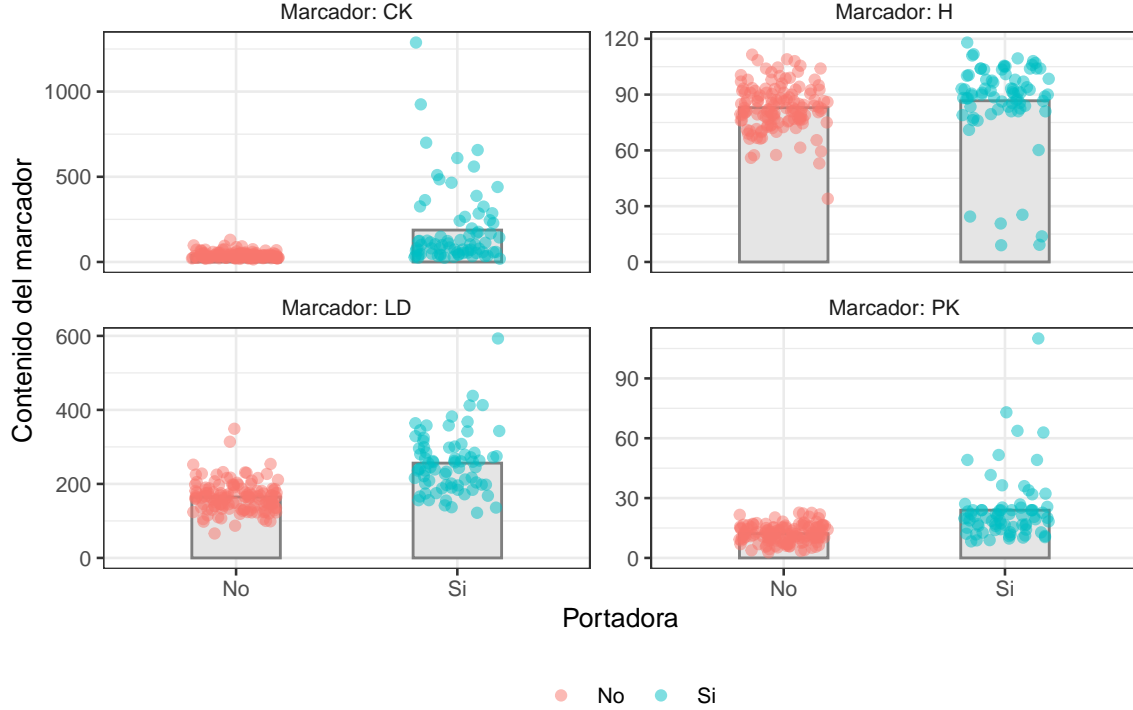 Marcador: CK
Marcador: H
1000
500
0
120
90
60
30
0
Marcador: LD
Marcador: PK
600
400
200
0
90
60
30
0
No
Si
No
Si
Contenido del marcador
Portadora
No
Si